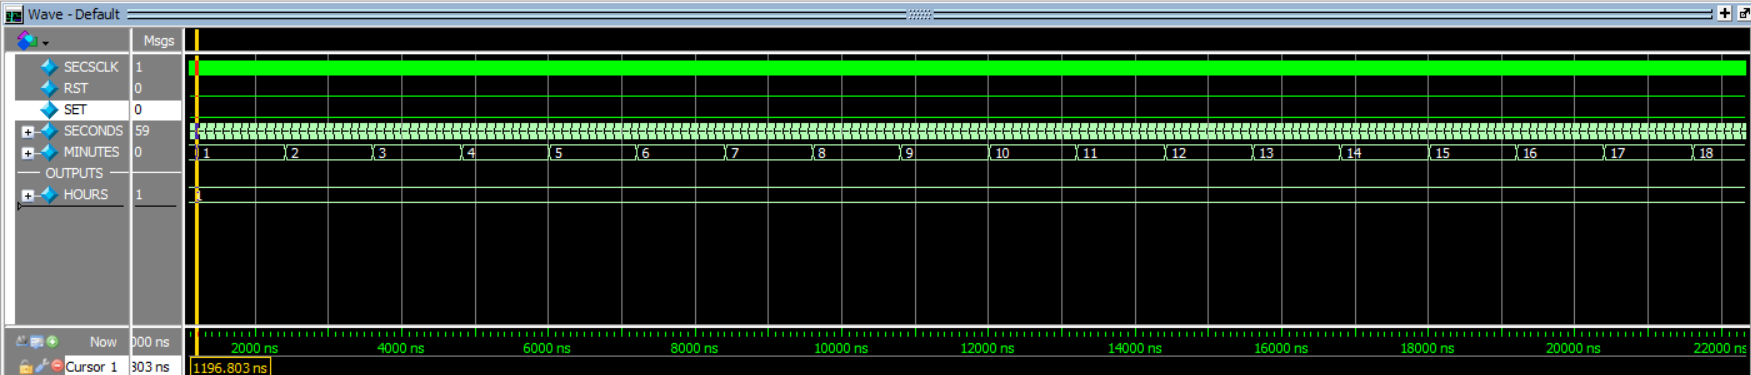 Wave - Default
Msgs
SECSCLK 1
RST 0
SET 0
SECONDS 59
MINUTES 0 1 2 3 4 5 6 7 8 9 10 11 12 13 14 15 16 17 18
OUTPUTS
HOURS 1 1
Now 000 ns 2000 ns 4000 ns 6000 ns 8000 ns 10000 ns 12000 ns 14000 ns 16000 ns 18000 ns 20000 ns 22000 ns
Cursor 1 803 ns 1196.803 ns